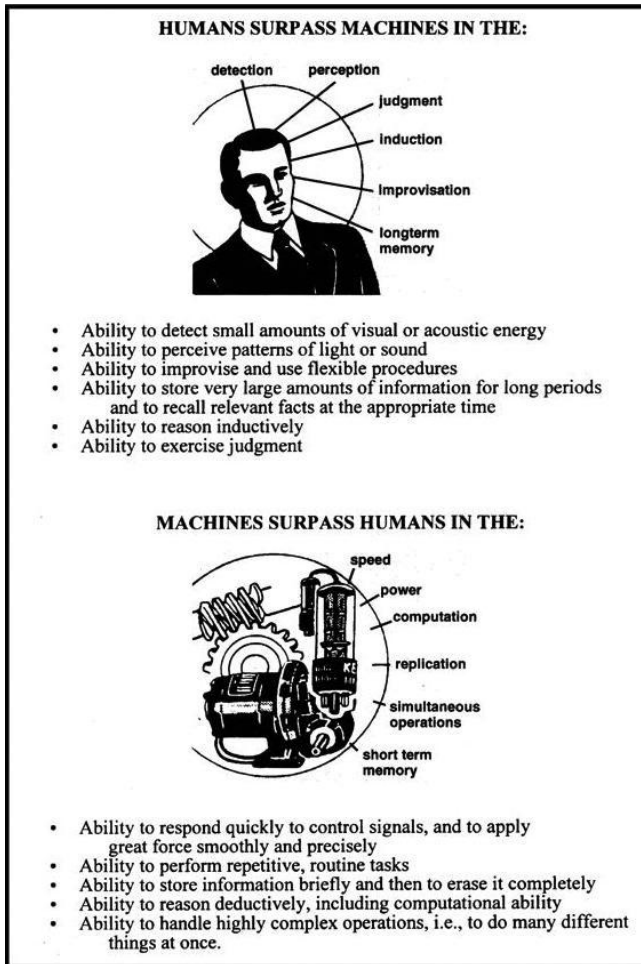 HUMANS SURPASS MACHINES IN THE:
detection
perception
judgment
induction
improvisation
longterm
memory
• Ability to detect small amounts of visual or acoustic energy
• Ability to perceive patterns of light or sound
• Ability to improvise and use flexible procedures
• Ability to store very large amounts of information for long periods
and to recall relevant facts at the appropriate time
• Ability to reason inductively
• Ability to exercise judgment
MACHINES SURPASS HUMANS IN THE:
speed
power
computation
KE
replication
simultaneous
operations
short term
memory
• Ability to respond quickly to control signals, and to apply
great force smoothly and precisely
• Ability to perform repetitive, routine tasks
• Ability to store information briefly and then to erase it completely
• Ability to reason deductively, including computational ability
• Ability to handle highly complex operations, i.e., to do many different
things at once.